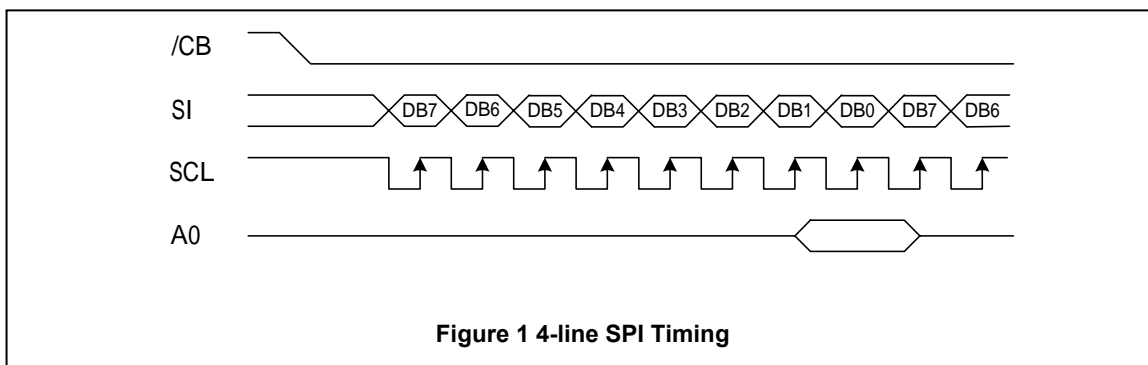 /CB
SI DB7 DB6 DB5 DB4 DB3 DB2 DB1 DB0 DB7 DB6
SCL
A0
Figure 1 4-line SPI Timing